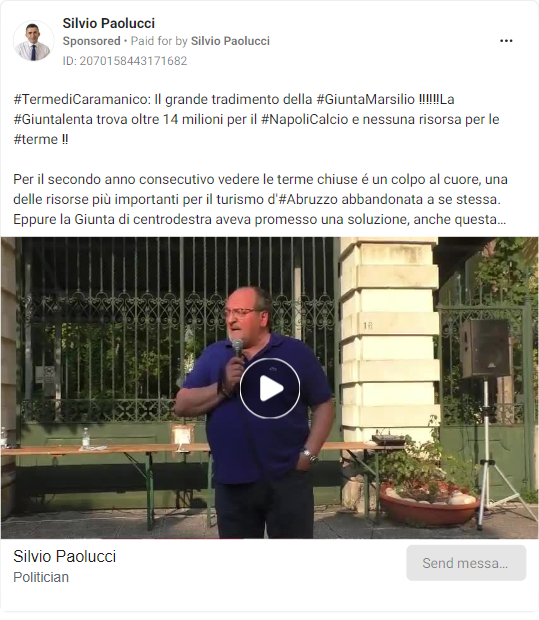 Silvio Paolucci
Sponsored • Paid for by Silvio Paolucci
ID: 2070158443171682
#TermediCaramanico: Il grande tradimento della #GiuntaMarsilio !!!!!!La
#Giuntalenta trova oltre 14 milioni per il #NapoliCalcio e nessuna risorsa per le
#terme !!
Per il secondo anno consecutivo vedere le terme chiuse é un colpo al cuore, una
delle risorse più importanti per il turismo d'#Abruzzo abbandonata a se stessa.
Eppure la Giunta di centrodestra aveva promesso una soluzione, anche questa...
16
Silvio Paolucci
Politician
Send messa...